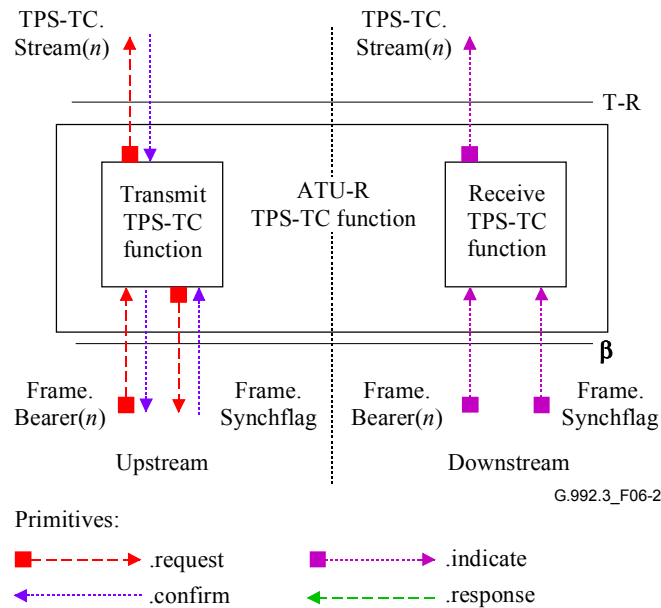 TPS-TC.
Stream(n)
TPS-TC.
Stream(n)
T-R
Transmit
TPS-TC
function
ATU-R
TPS-TC function
Receive
TPS-TC
function
β
Frame.
Bearer(n)
Frame.
Synchflag
Frame.
Bearer(n)
Frame.
Synchflag
Upstream
Downstream
G.992.3_F06-2
Primitives:
.request
.indicate
.confirm
.response